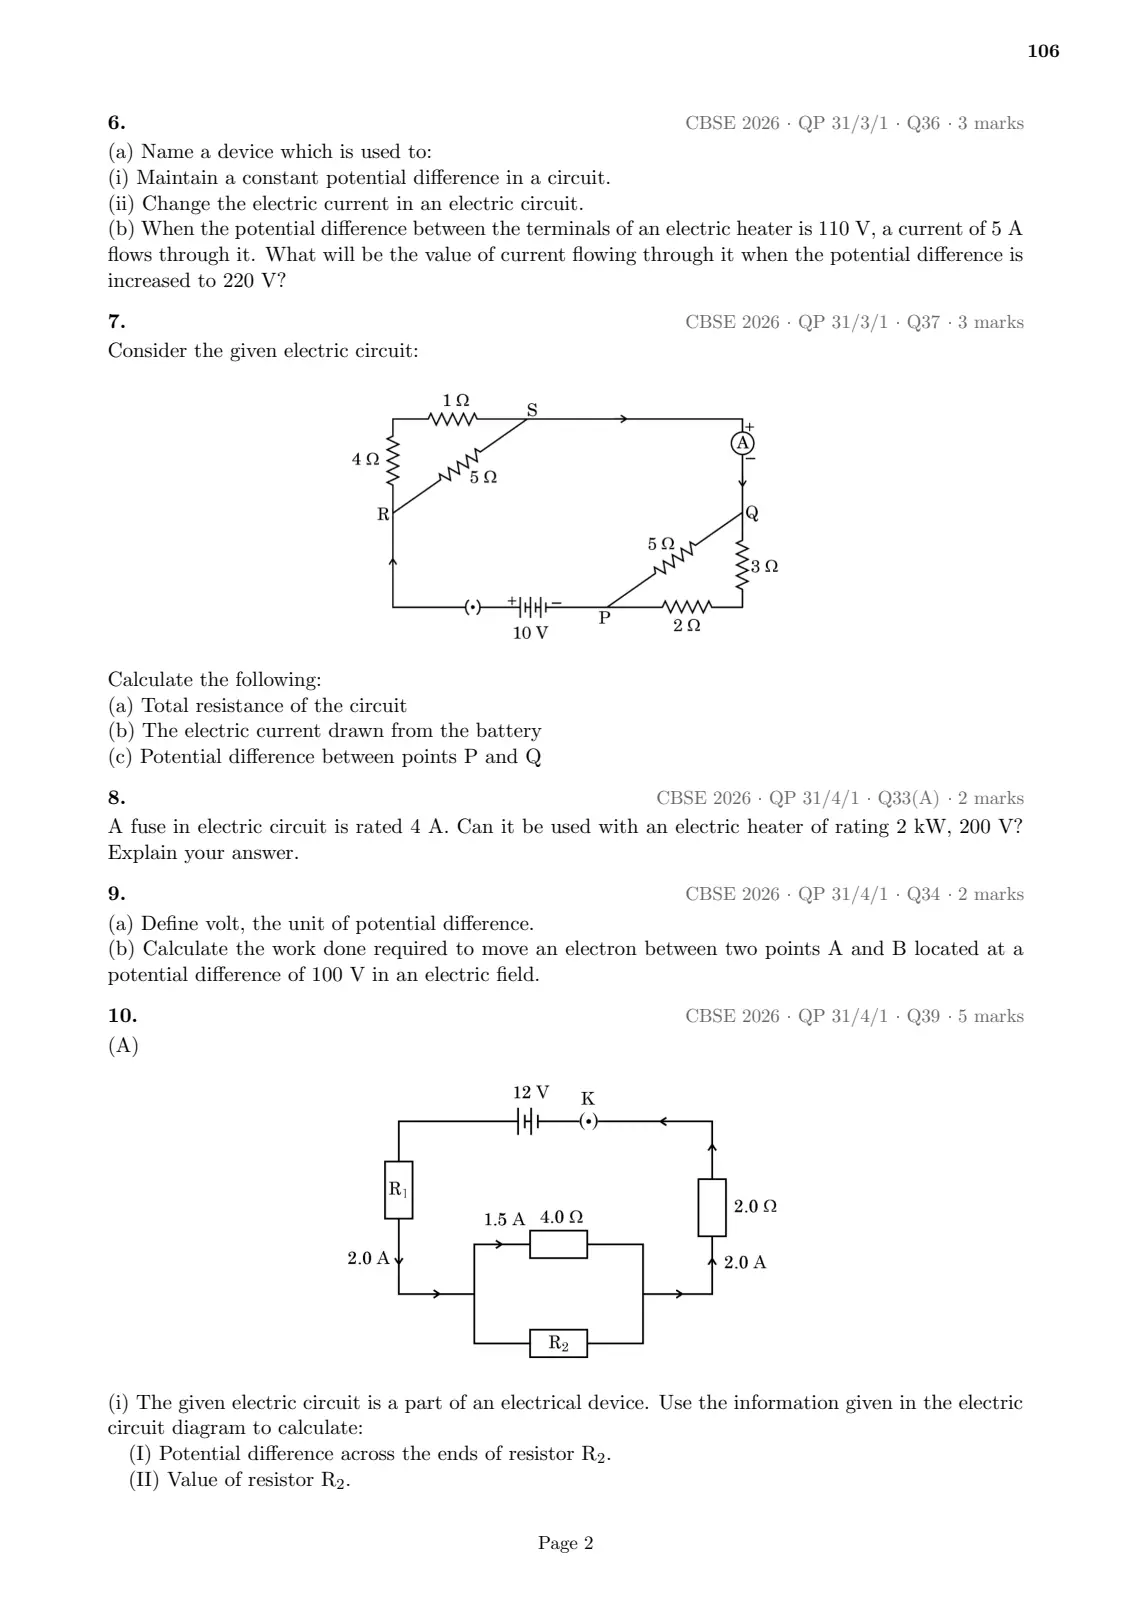 106
6. CBSE 2026 · QP 31/3/1 · Q36 · 3 marks
(a) Name a device which is used to:
(i) Maintain a constant potential difference in a circuit.
(ii) Change the electric current in an electric circuit.
(b) When the potential difference between the terminals of an electric heater is 110 V, a current of 5 A
flows through it. What will be the value of current flowing through it when the potential difference is
increased to 220 V?
7. CBSE 2026 · QP 31/3/1 · Q37 · 3 marks
Consider the given electric circuit:
1 Ω
S
+
A
−
4 Ω
5 Ω
R
Q
5 Ω
3 Ω
+ −
10 V
P
2 Ω
Calculate the following:
(a) Total resistance of the circuit
(b) The electric current drawn from the battery
(c) Potential difference between points P and Q
8. CBSE 2026 · QP 31/4/1 · Q33(A) · 2 marks
A fuse in electric circuit is rated 4 A. Can it be used with an electric heater of rating 2 kW, 200 V?
Explain your answer.
9. CBSE 2026 · QP 31/4/1 · Q34 · 2 marks
(a) Define volt, the unit of potential difference.
(b) Calculate the work done required to move an electron between two points A and B located at a
potential difference of 100 V in an electric field.
10. CBSE 2026 · QP 31/4/1 · Q39 · 5 marks
(A)
12 V K
R₁
2.0 Ω
1.5 A 4.0 Ω
2.0 A
2.0 A
R₂
(i) The given electric circuit is a part of an electrical device. Use the information given in the electric
circuit diagram to calculate:
(I) Potential difference across the ends of resistor R₂.
(II) Value of resistor R₂.
Page 2